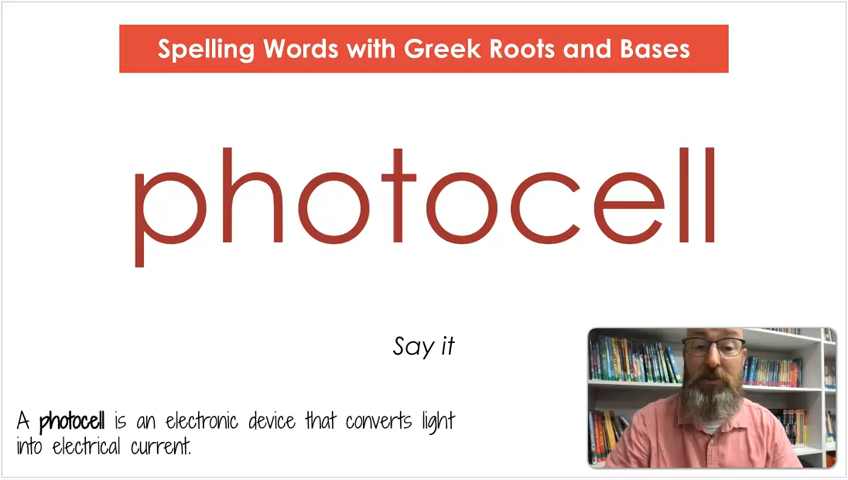 Spelling Words with Greek Roots and Bases
photocell
Say it
A photocell is an electronic device that converts light
into electrical current.